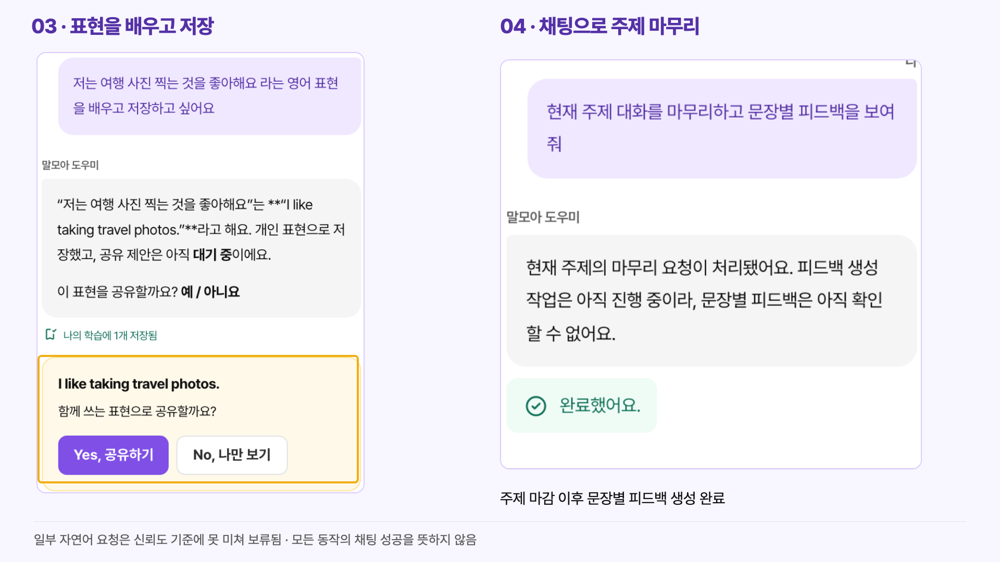 03 · 표현을 배우고 저장
저는 여행 사진 찍는 것을 좋아해요 라는 영어 표현
을 배우고 저장하고 싶어요
말모아 도우미
“저는 여행 사진 찍는 것을 좋아해요”는 **“I like
taking travel photos.”**라고 해요. 개인 표현으로 저
장했고, 공유 제안은 아직 대기 중이에요.
이 표현을 공유할까요? 예 / 아니요
나의 학습에 1개 저장됨
I like taking travel photos.
함께 쓰는 표현으로 공유할까요?
Yes, 공유하기
No, 나만 보기
04 · 채팅으로 주제 마무리
현재 주제 대화를 마무리하고 문장별 피드백을 보여
줘
말모아 도우미
현재 주제의 마무리 요청이 처리됐어요. 피드백 생성
작업은 아직 진행 중이라, 문장별 피드백은 아직 확인
할 수 없어요.
완료했어요.
주제 마감 이후 문장별 피드백 생성 완료
일부 자연어 요청은 신뢰도 기준에 못 미쳐 보류됨 · 모든 동작의 채팅 성공을 뜻하지 않음